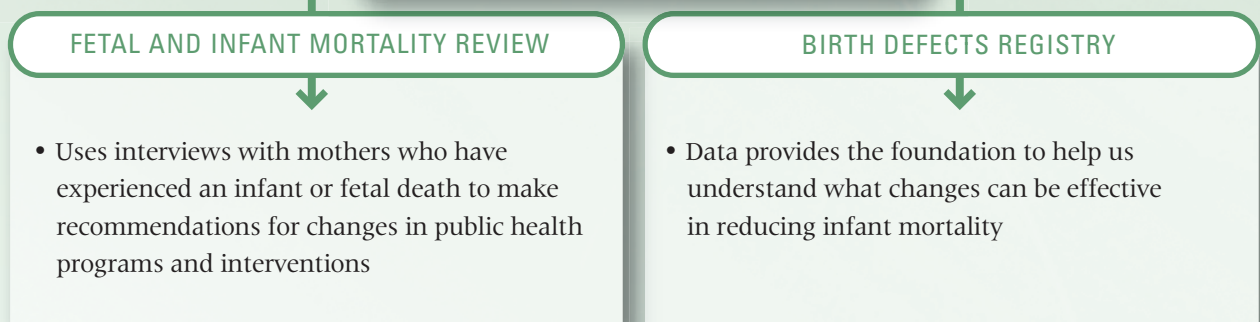 FETAL AND INFANT MORTALITY REVIEW
• Uses interviews with mothers who have
experienced an infant or fetal death to make
recommendations for changes in public health
programs and interventions
BIRTH DEFECTS REGISTRY
• Data provides the foundation to help us
understand what changes can be effective
in reducing infant mortality